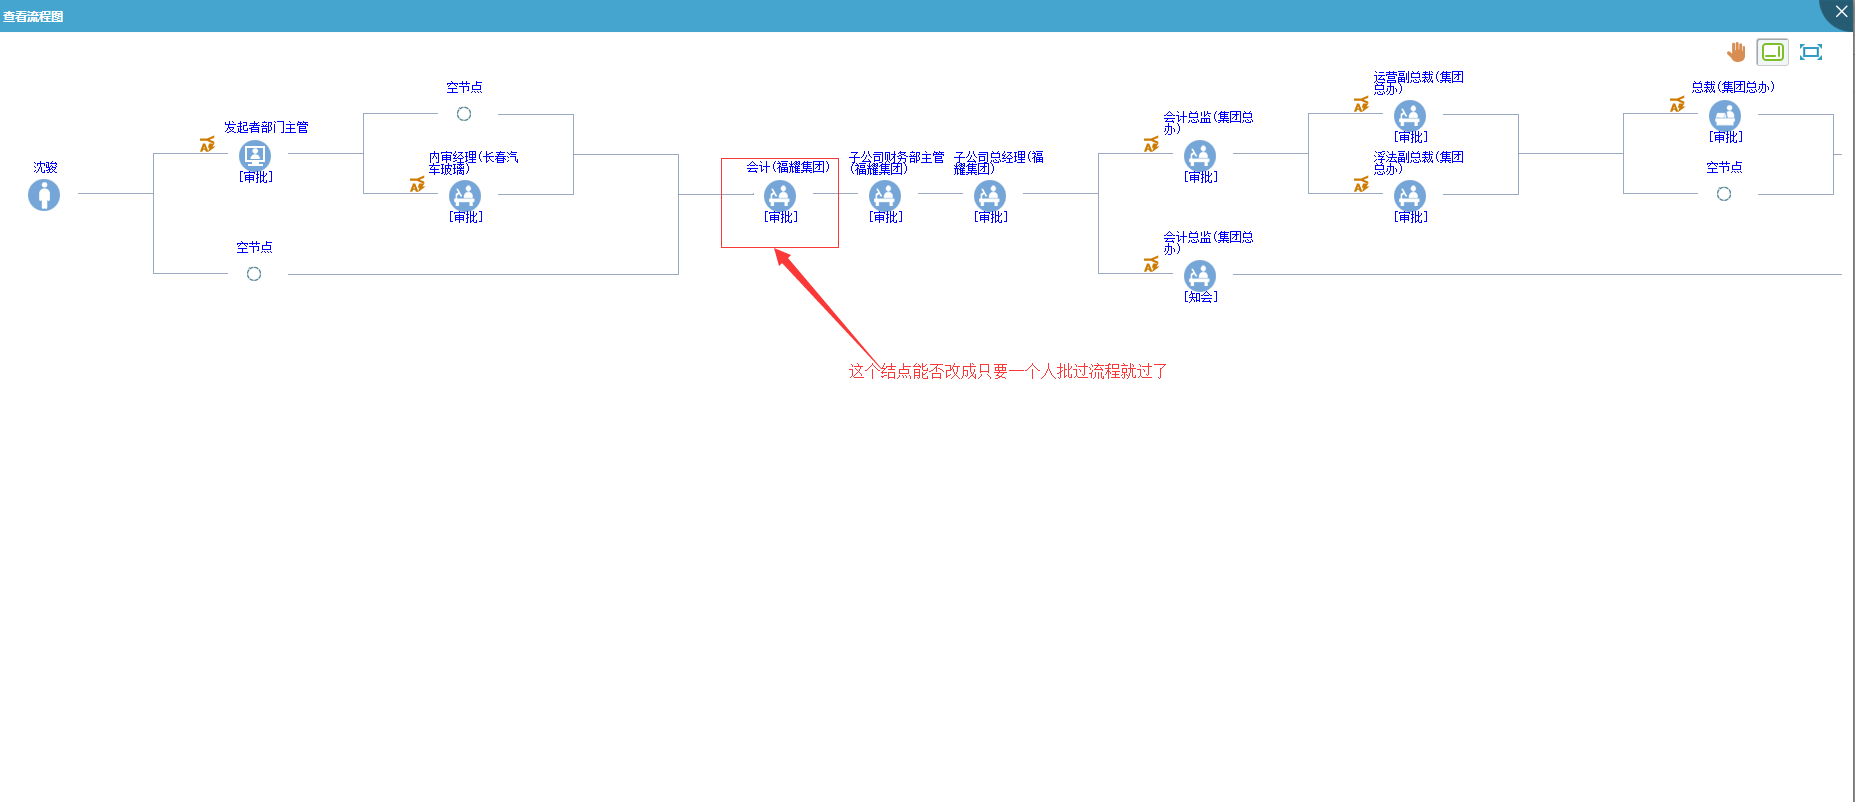 查看流程图
沈骏
发起者部门主管
[审批]
空节点
空节点
内审经理(长春汽
车玻璃)
[审批]
会计(福耀集团)
[审批]
子公司财务部主管
(福耀集团)
[审批]
子公司总经理(福
耀集团)
[审批]
会计总监(集团总
办)
[审批]
会计总监(集团总
办)
[知会]
运营副总裁(集团
总办)
[审批]
浮法副总裁(集团
总办)
[审批]
总裁(集团总办)
[审批]
空节点
这个结点能否改成只要一个人批过流程就过了